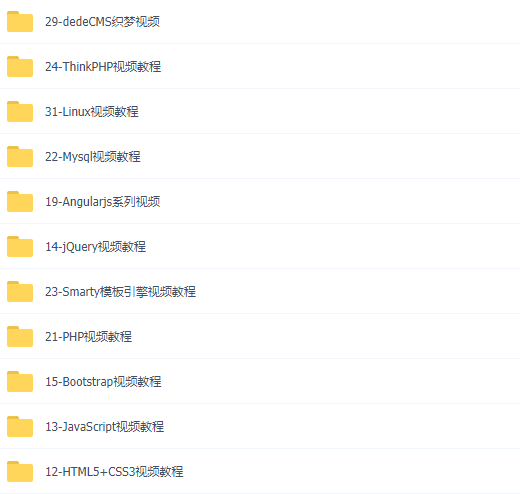 29-dedeCMS织梦视频
24-ThinkPHP视频教程
31-Linux视频教程
22-Mysql视频教程
19-Angularjs系列视频
14-jQuery视频教程
23-Smarty模板引擎视频教程
21-PHP视频教程
15-Bootstrap视频教程
13-JavaScript视频教程
12-HTML5+CSS3视频教程